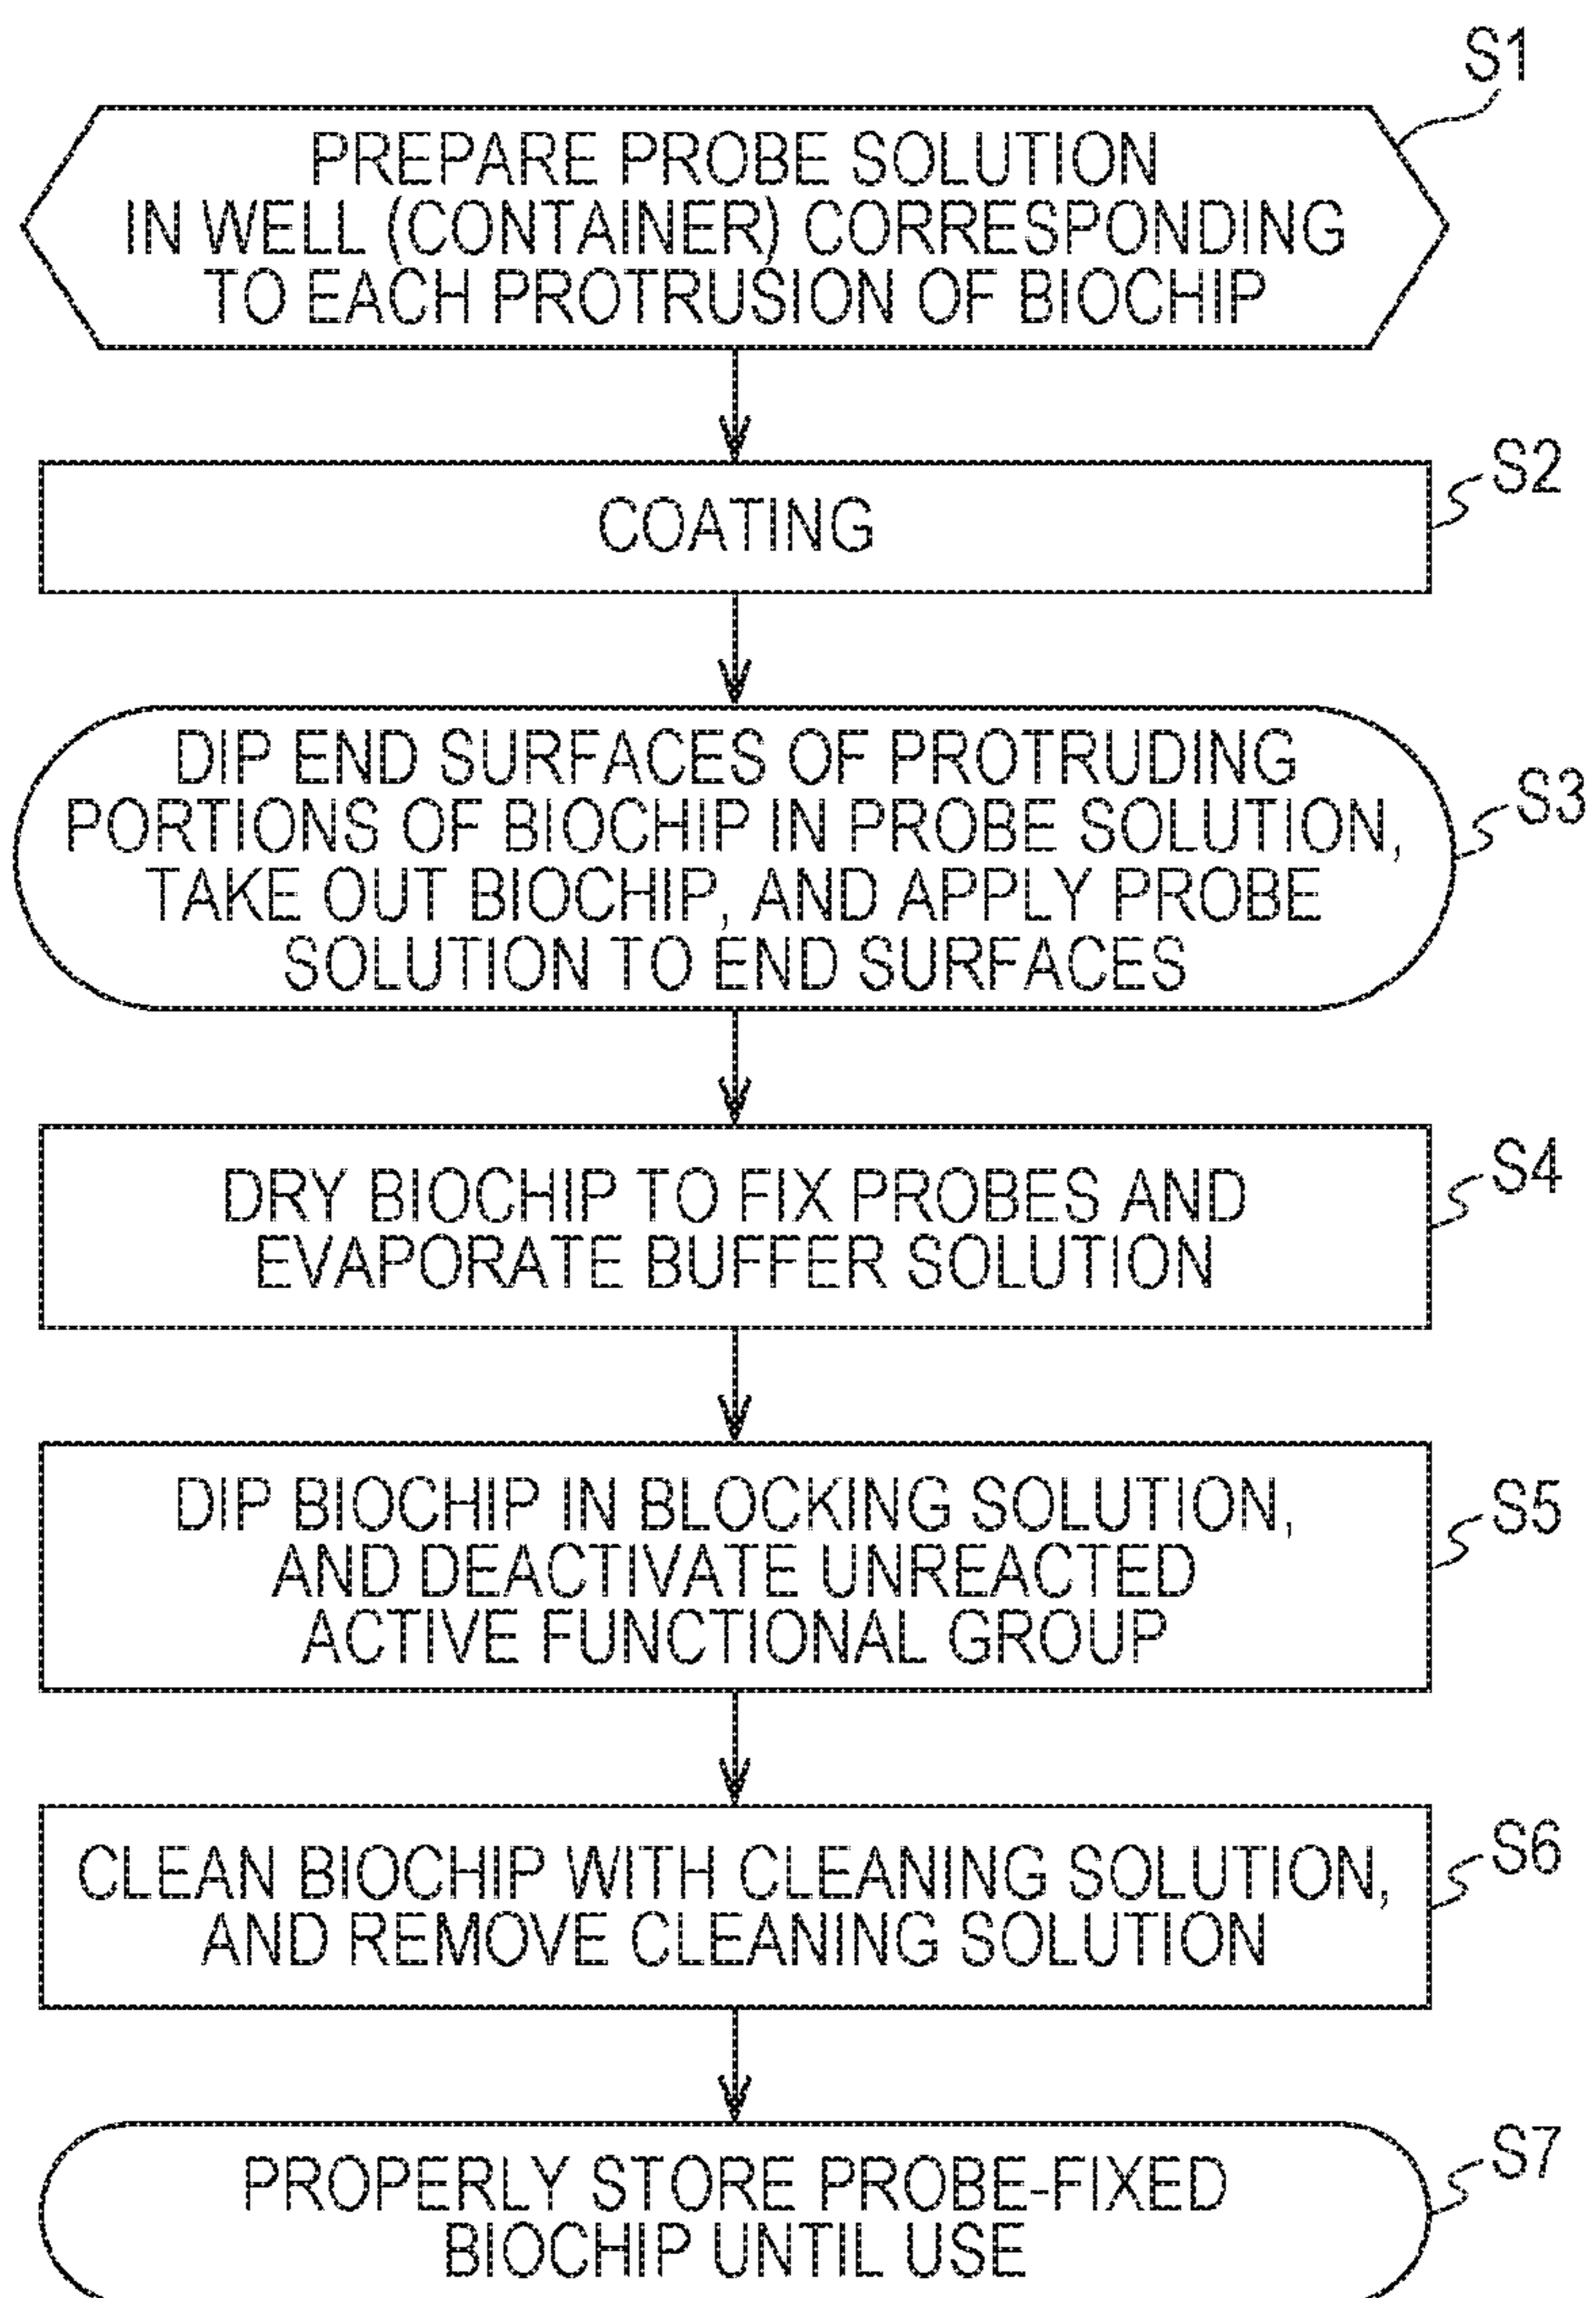 S1
PREPARE PROBE SOLUTION
IN WELL (CONTAINER) CORRESPONDING
TO EACH PROTRUSION OF BIOCHIP
S2
COATING
DIP END SURFACES OF PROTRUDING
PORTIONS OF BIOCHIP IN PROBE SOLUTION,
TAKE OUT BIOCHIP, AND APPLY PROBE
SOLUTION TO END SURFACES
S3
DRY BIOCHIP TO FIX PROBES AND
EVAPORATE BUFFER SOLUTION
S4
DIP BIOCHIP IN BLOCKING SOLUTION,
AND DEACTIVATE UNREACTED
ACTIVE FUNCTIONAL GROUP
S5
CLEAN BIOCHIP WITH CLEANING SOLUTION,
AND REMOVE CLEANING SOLUTION
S6
PROPERLY STORE PROBE-FIXED
BIOCHIP UNTIL USE
S7